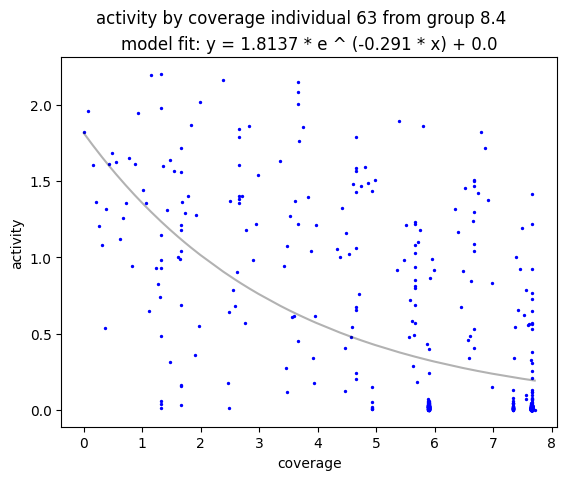 activity by coverage individual 63 from group 8.4
model fit: y = 1.8137 * e ^ (-0.291 * x) + 0.0
2.0
1.5
1.0
0.5
0.0
activity
0 1 2 3 4 5 6 7 8
coverage